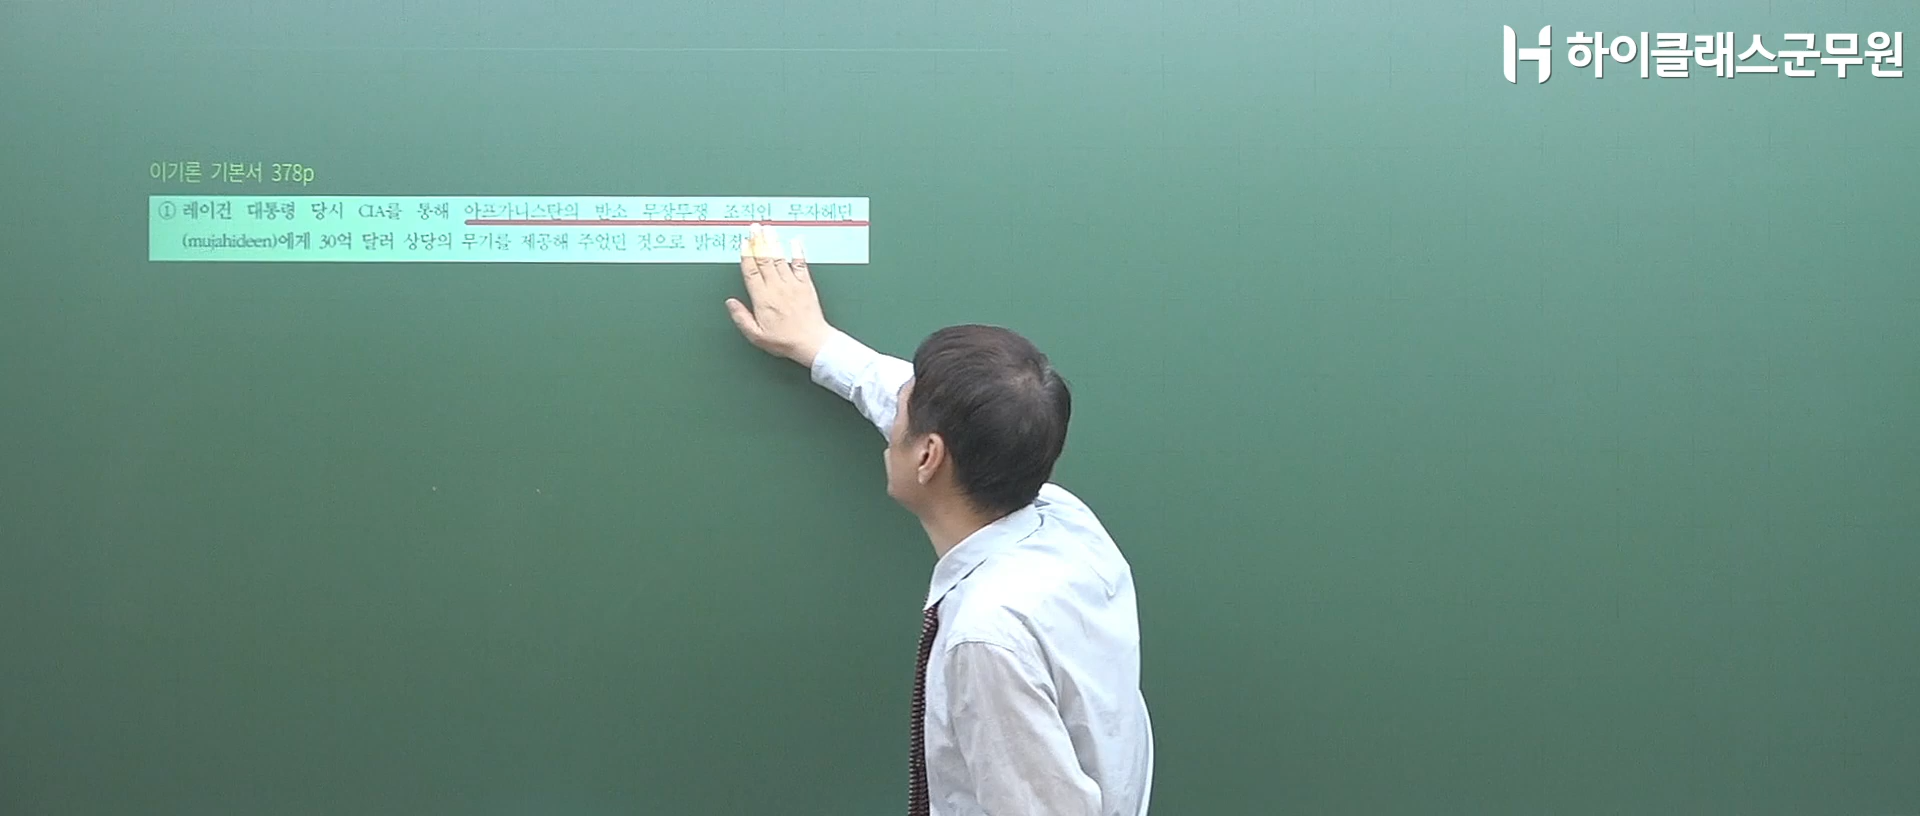 하이클래스군무원
이기론 기본서 378p
① 레이건 대통령 당시 CIA를 통해 아프가니스탄의 반소 무장투쟁 조직인 무자헤딘
(mujahideen)에게 30억 달러 상당의 무기를 제공해 주었던 것으로